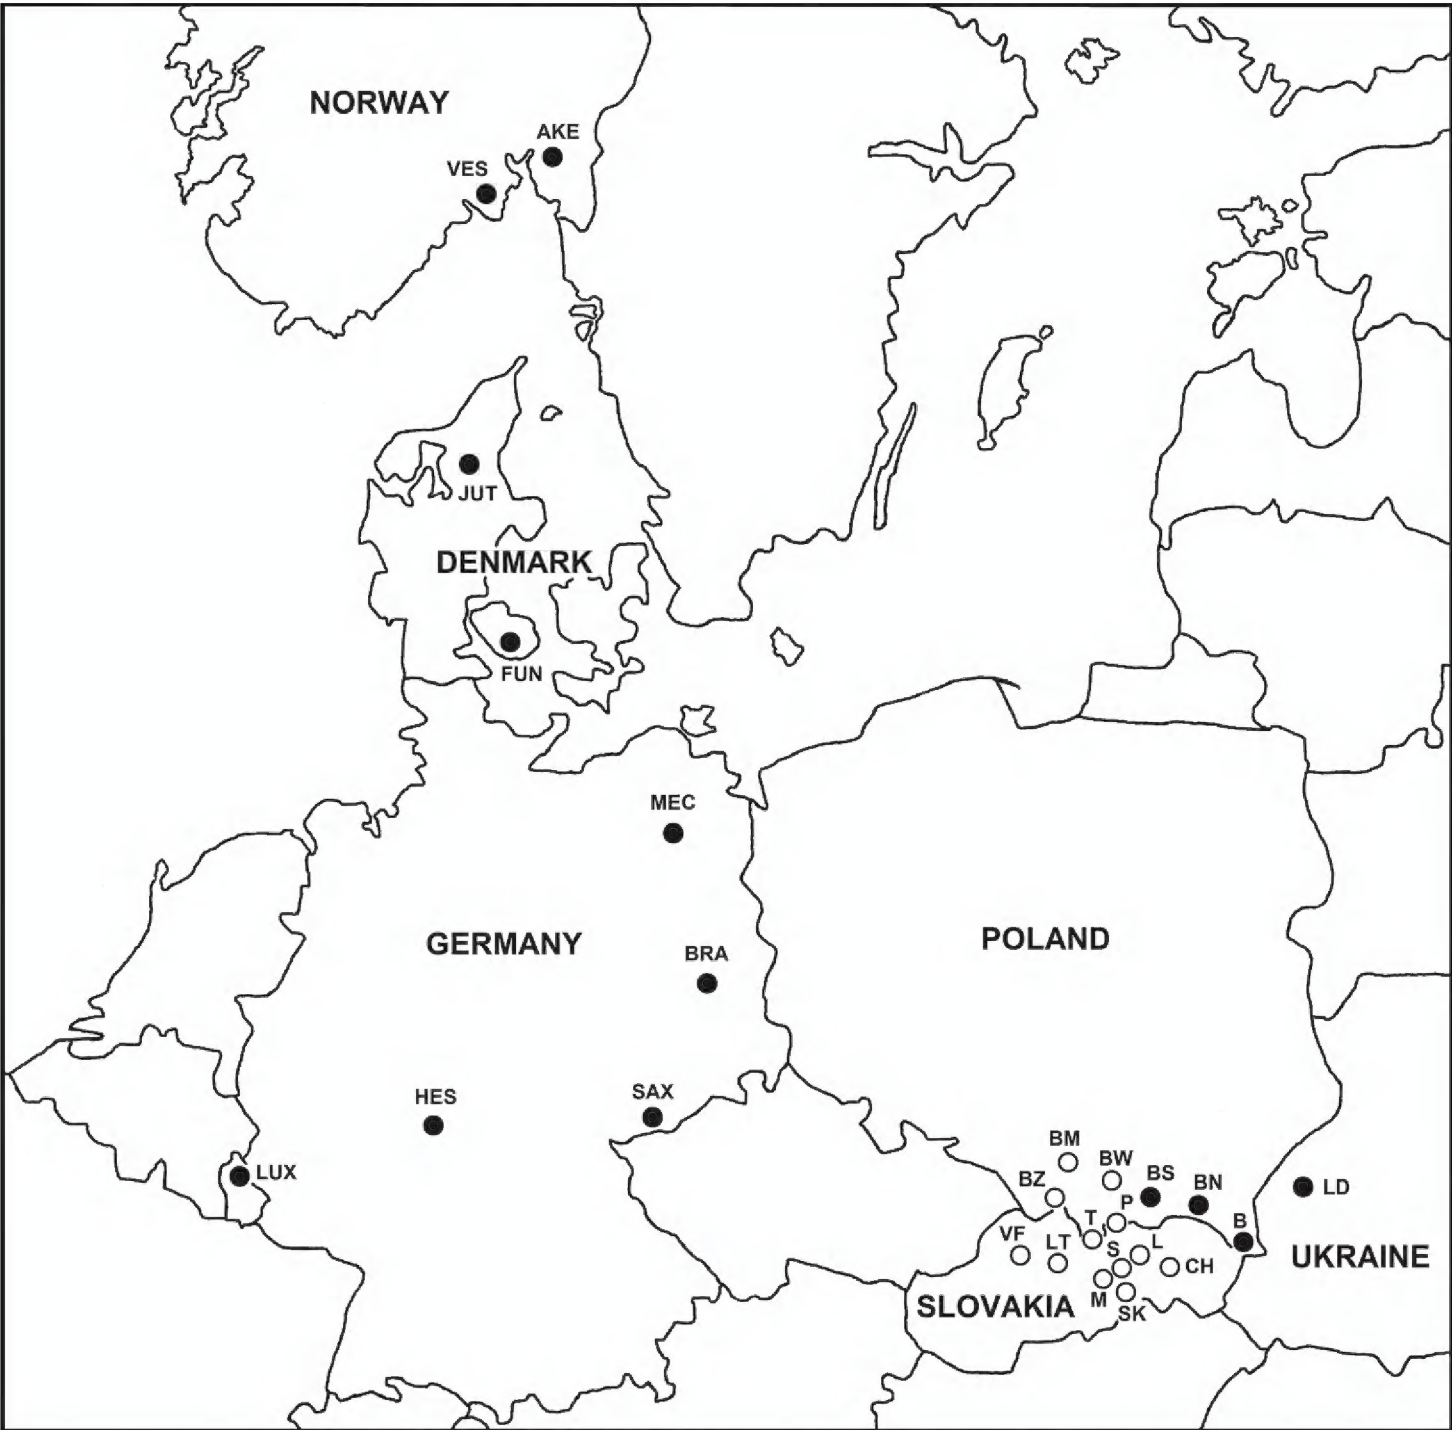 NORWAY
AKE
VES
JUT
DENMARK
FUN
MEC
GERMANY
POLAND
BRA
HES
SAX
LUX
BM
BW
BZ
BS
BN
LD
P
T
B
VF
LT
S
L
CH
UKRAINE
M
SLOVAKIA
SK